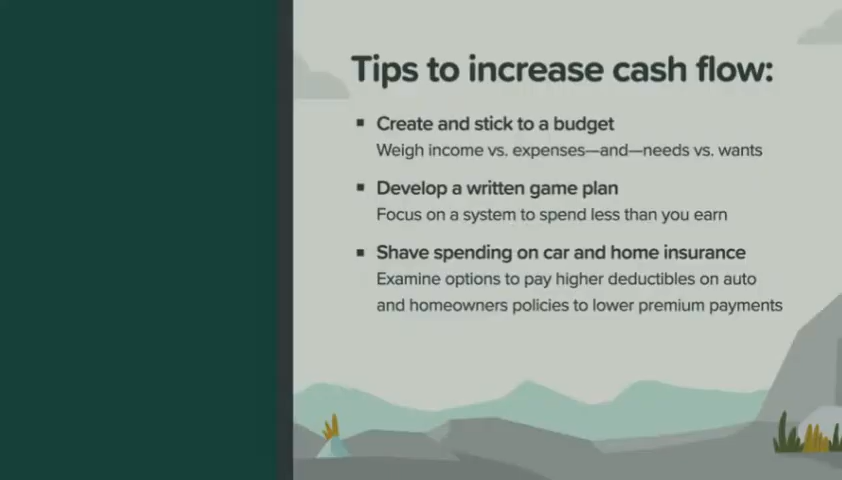 Tips to increase cash flow:
▪ Create and stick to a budget
Weigh income vs. expenses—and—needs vs. wants
▪ Develop a written game plan
Focus on a system to spend less than you earn
▪ Shave spending on car and home insurance
Examine options to pay higher deductibles on auto
and homeowners policies to lower premium payments